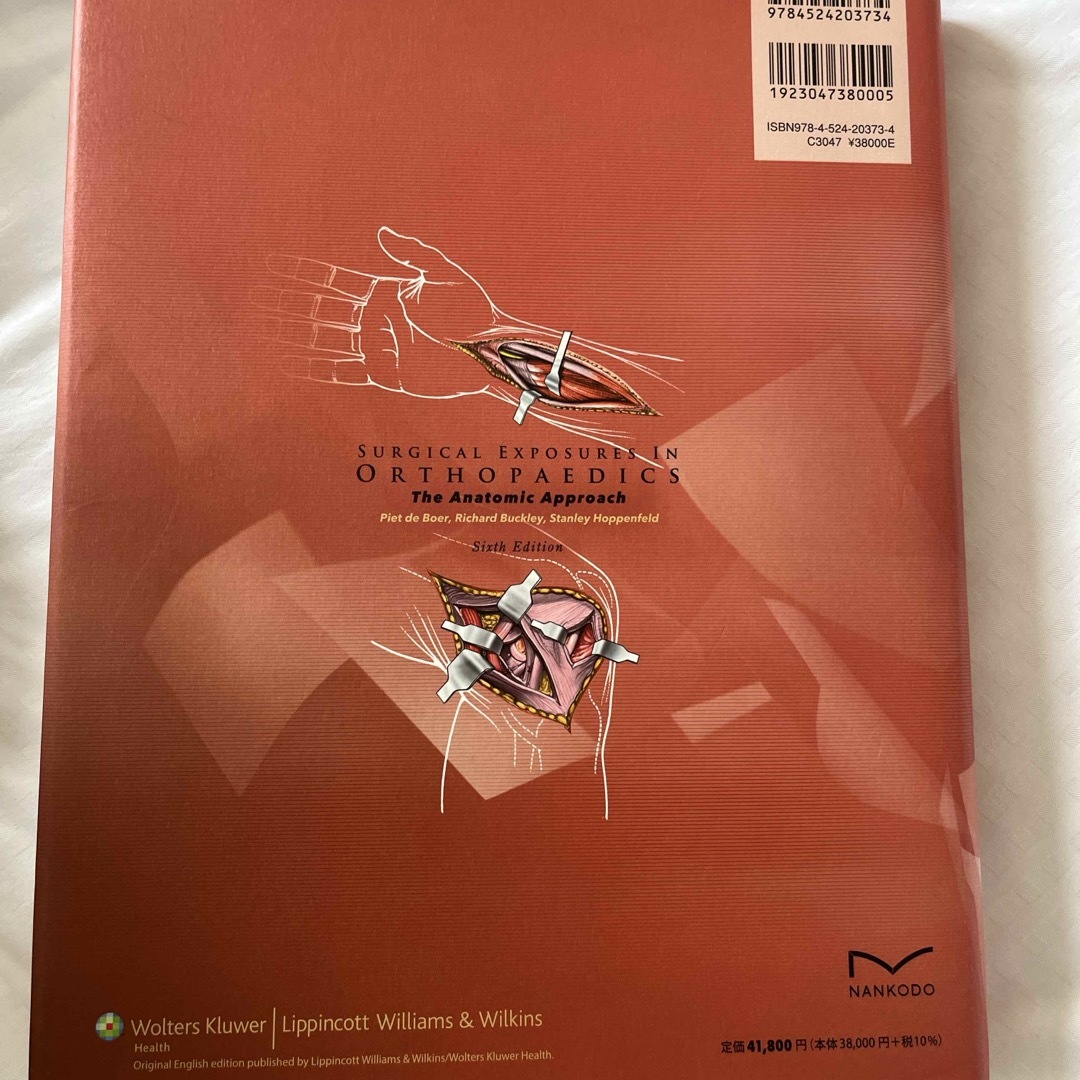 9784524203734
1923047380005
ISBN978-4-524-20373-4
C3047 ¥38000E
SURGICAL EXPOSURES IN
ORTHOPAEDICS
The Anatomic Approach
Piet de Boer, Richard Buckley, Stanley Hoppenfeld
Sixth Edition
NANKODO
Wolters Kluwer | Lippincott Williams & Wilkins
Health
Original English edition published by Lippincott Williams & Wilkins/Wolters Kluwer Health.
定価41,800円(本体38,000円+税10%)